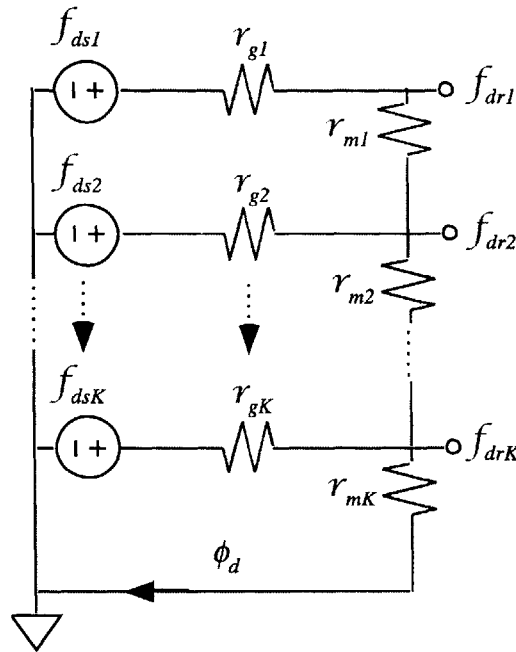 f_ds1
r_g1
f_dr1
r_m1
f_ds2
r_g2
f_dr2
r_m2
f_dsK
r_gK
f_drK
r_mK
ϕ_d